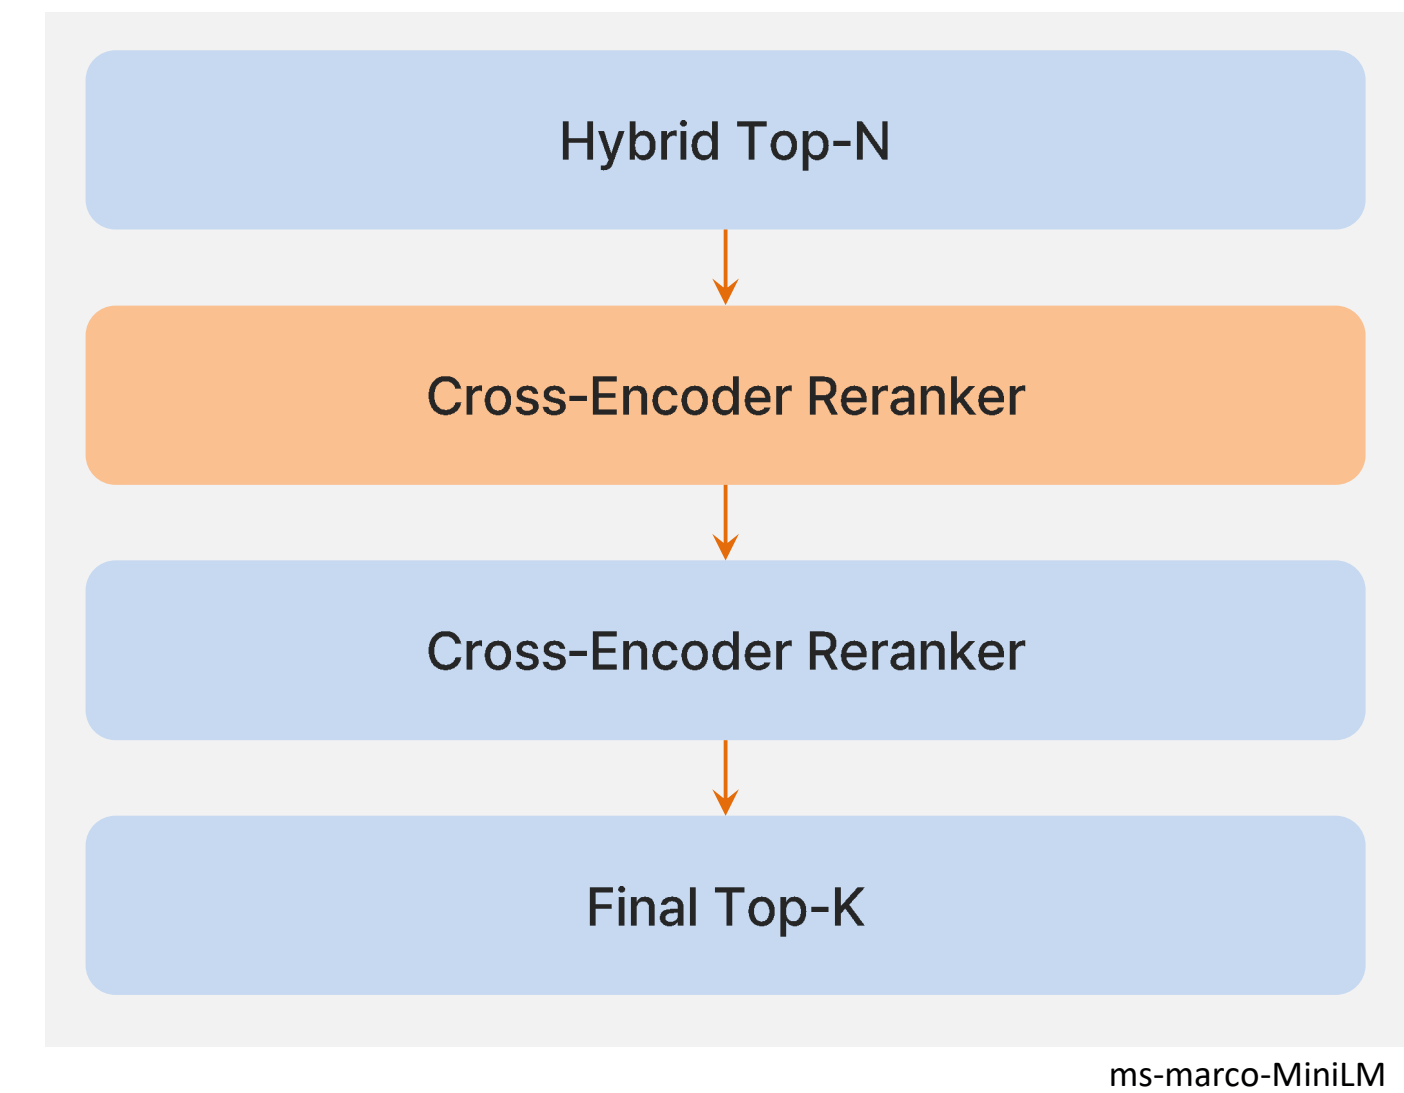 Hybrid Top-N
Cross-Encoder Reranker
Cross-Encoder Reranker
Final Top-K
ms-marco-MiniLM